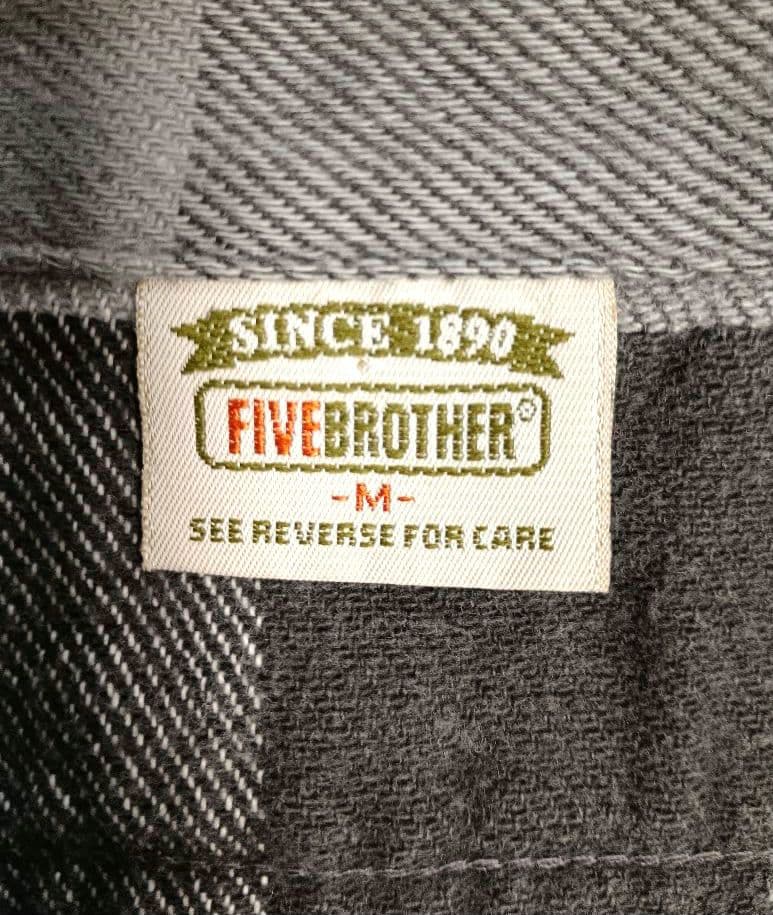 SINCE 1890
FIVEBROTHER®
-M-
SEE REVERSE FOR CARE